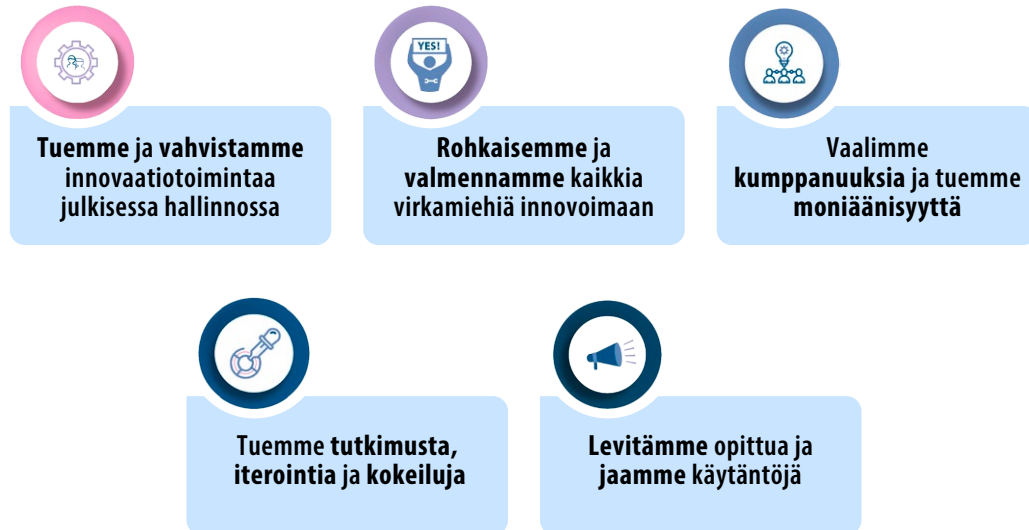 YES!
Tuemme ja vahvistamme
innovaatiotoimintaa
julkisessa hallinnossa
Rohkaisemme ja
valmennamme kaikkia
virkamiehiä innovoimaan
Vaalimme
kumppanuuksia ja tuemme
moniäänisyyttä
Tuemme tutkimusta,
iterointia ja kokeiluja
Levitämme opittua ja
jaamme käytäntöjä